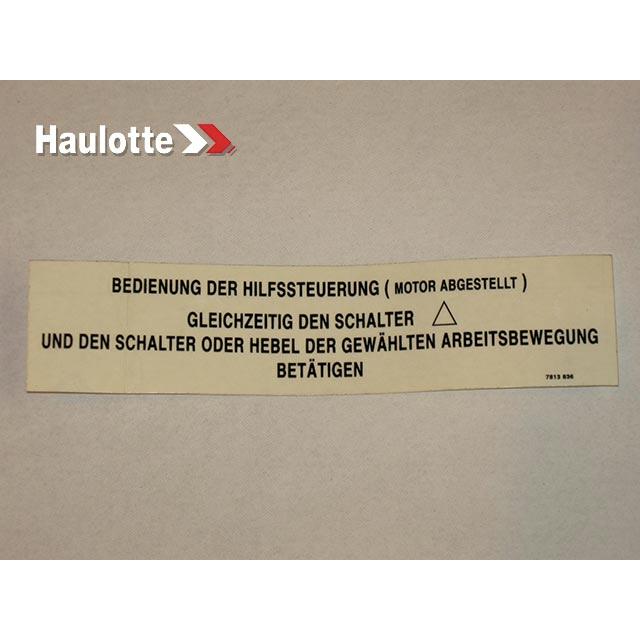 Haulotte
BEDIENUNG DER HILFSSTEUERUNG ( MOTOR ABGESTELLT )
GLEICHZEITIG DEN SCHALTER △
UND DEN SCHALTER ODER HEBEL DER GEWÄHLTEN ARBEITSBEWEGUNG
BETÄTIGEN
7813 836